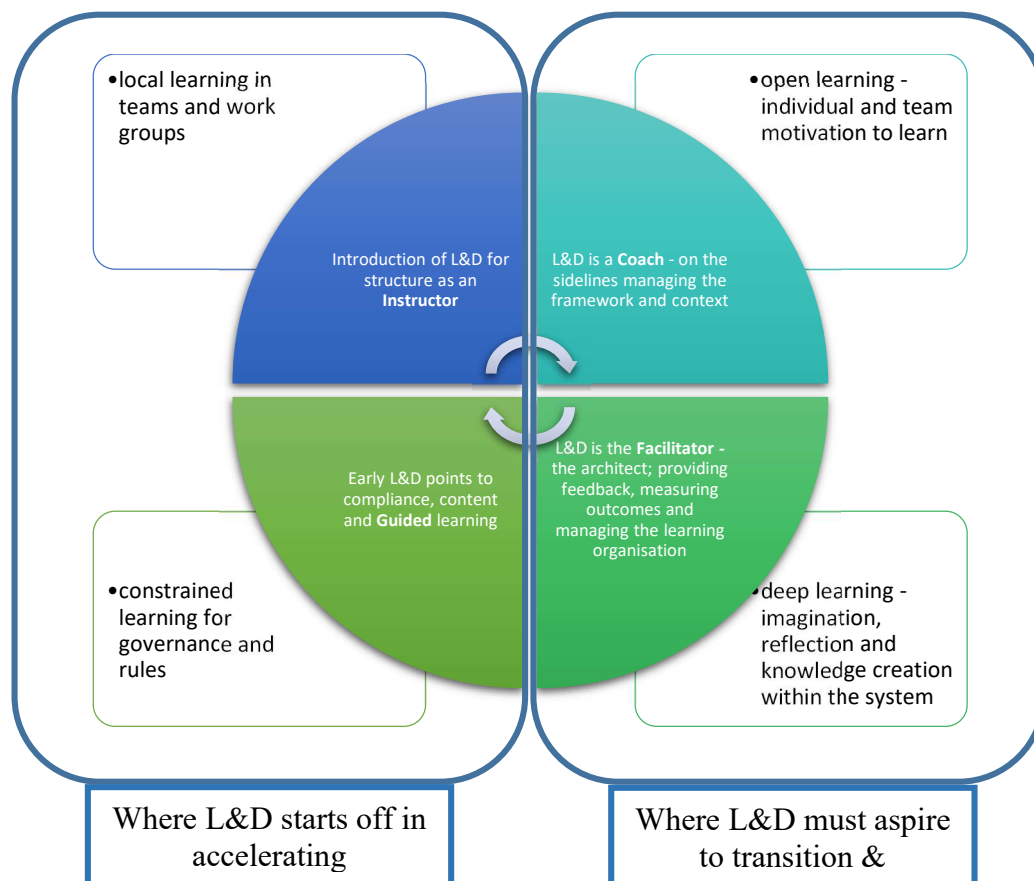 •local learning in
teams and work
groups
•open learning -
individual and team
motivation to learn
Introduction of L&D for
structure as an
Instructor
L&D is a Coach - on the
sidelines managing the
framework and context
Early L&D points to
compliance, content
and Guided learning
L&D is the Facilitator -
the architect; providing
feedback, measuring
outcomes and
managing the learning
organisation
•constrained
learning for
governance and
rules
•deep learning -
imagination,
reflection and
knowledge creation
within the system
Where L&D starts off in
accelerating
Where L&D must aspire
to transition &